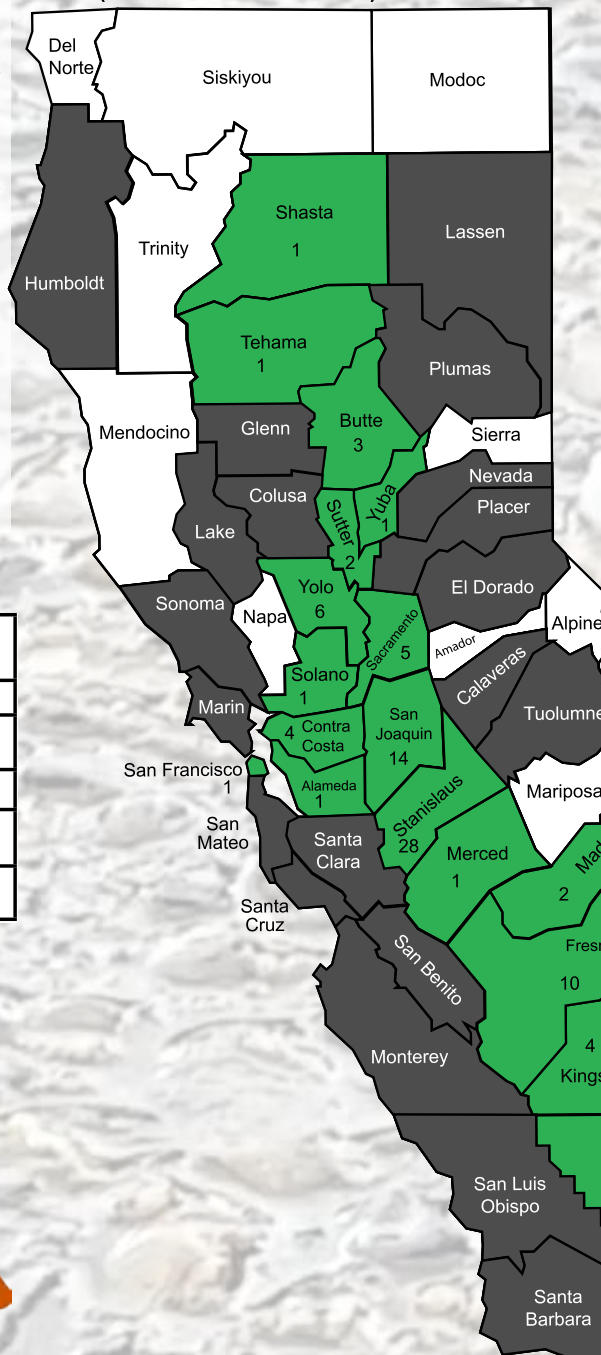 Del
Norte
Siskiyou
Modoc
Shasta
1
Lassen
Trinity
Humboldt
Tehama
1
Plumas
Butte
3
Glenn
Mendocino
Sierra
Nevada
Colusa
Placer
Yuba
1
Sutter
2
Lake
Yolo
6
El Dorado
Sonoma
Napa
Sacramento
5
Alpine
Amador
Calaveras
Solano
1
Marin
San
Joaquin
14
Tuolumne
4 Contra
Costa
San Francisco
1
Alameda
1
Mariposa
Stanislaus
28
San
Mateo
Santa
Clara
Merced
1
Mad
2
Santa
Cruz
San Benito
Fresn
10
4
Kings
Monterey
San Luis
Obispo
Santa
Barbara